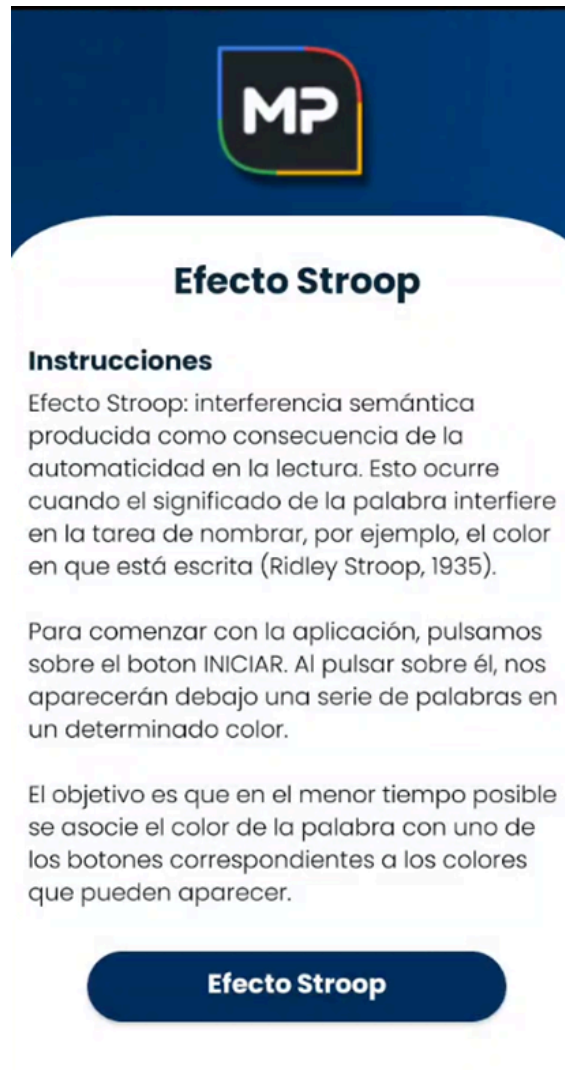 MP
Efecto Stroop
Instrucciones
Efecto Stroop: interferencia semántica
producida como consecuencia de la
automaticidad en la lectura. Esto ocurre
cuando el significado de la palabra interfiere
en la tarea de nombrar, por ejemplo, el color
en que está escrita (Ridley Stroop, 1935).
Para comenzar con la aplicación, pulsamos
sobre el boton INICIAR. Al pulsar sobre él, nos
aparecerán debajo una serie de palabras en
un determinado color.
El objetivo es que en el menor tiempo posible
se asocie el color de la palabra con uno de
los botones correspondientes a los colores
que pueden aparecer.
Efecto Stroop